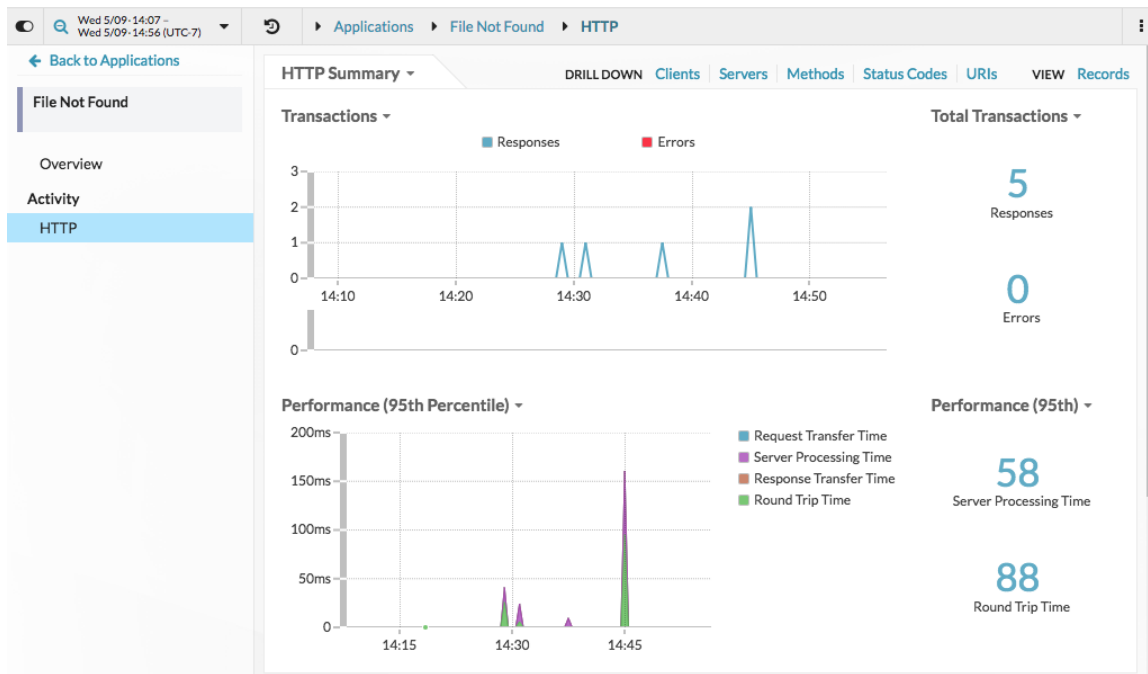 Wed 5/09-14:07 –
Wed 5/09-14:56 (UTC-7)
Applications
File Not Found
HTTP
Back to Applications
File Not Found
Overview
Activity
HTTP
HTTP Summary
DRILL DOWN Clients Servers Methods Status Codes URIs VIEW Records
Transactions
Responses Errors
3
2
1
0
14:10 14:20 14:30 14:40 14:50
0
Total Transactions
5
Responses
0
Errors
Performance (95th Percentile)
200ms
150ms
100ms
50ms
0
14:15 14:30 14:45
Request Transfer Time
Server Processing Time
Response Transfer Time
Round Trip Time
Performance (95th)
58
Server Processing Time
88
Round Trip Time